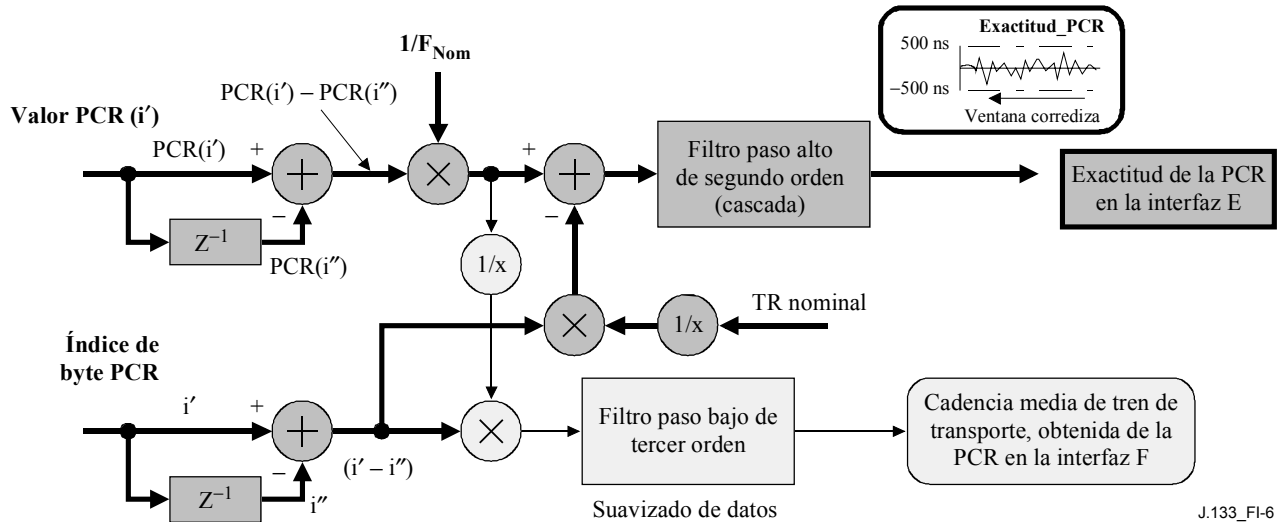 Exactitud_PCR
500 ns
−500 ns
Ventana corrediza
1/F_Nom
PCR(i′) – PCR(i″)
Valor PCR (i′)
PCR(i′)
+
−
+
×
+
−
Z⁻¹
PCR(i″)
Filtro paso alto
de segundo orden
(cascada)
Exactitud de la PCR
en la interfaz E
1/x
×
1/x
TR nominal
Índice de
byte PCR
i′
+
−
+
(i′ – i″)
Z⁻¹
i″
×
Filtro paso bajo de
tercer orden
Suavizado de datos
Cadencia media de tren de
transporte, obtenida de la
PCR en la interfaz F
J.133_FI-6